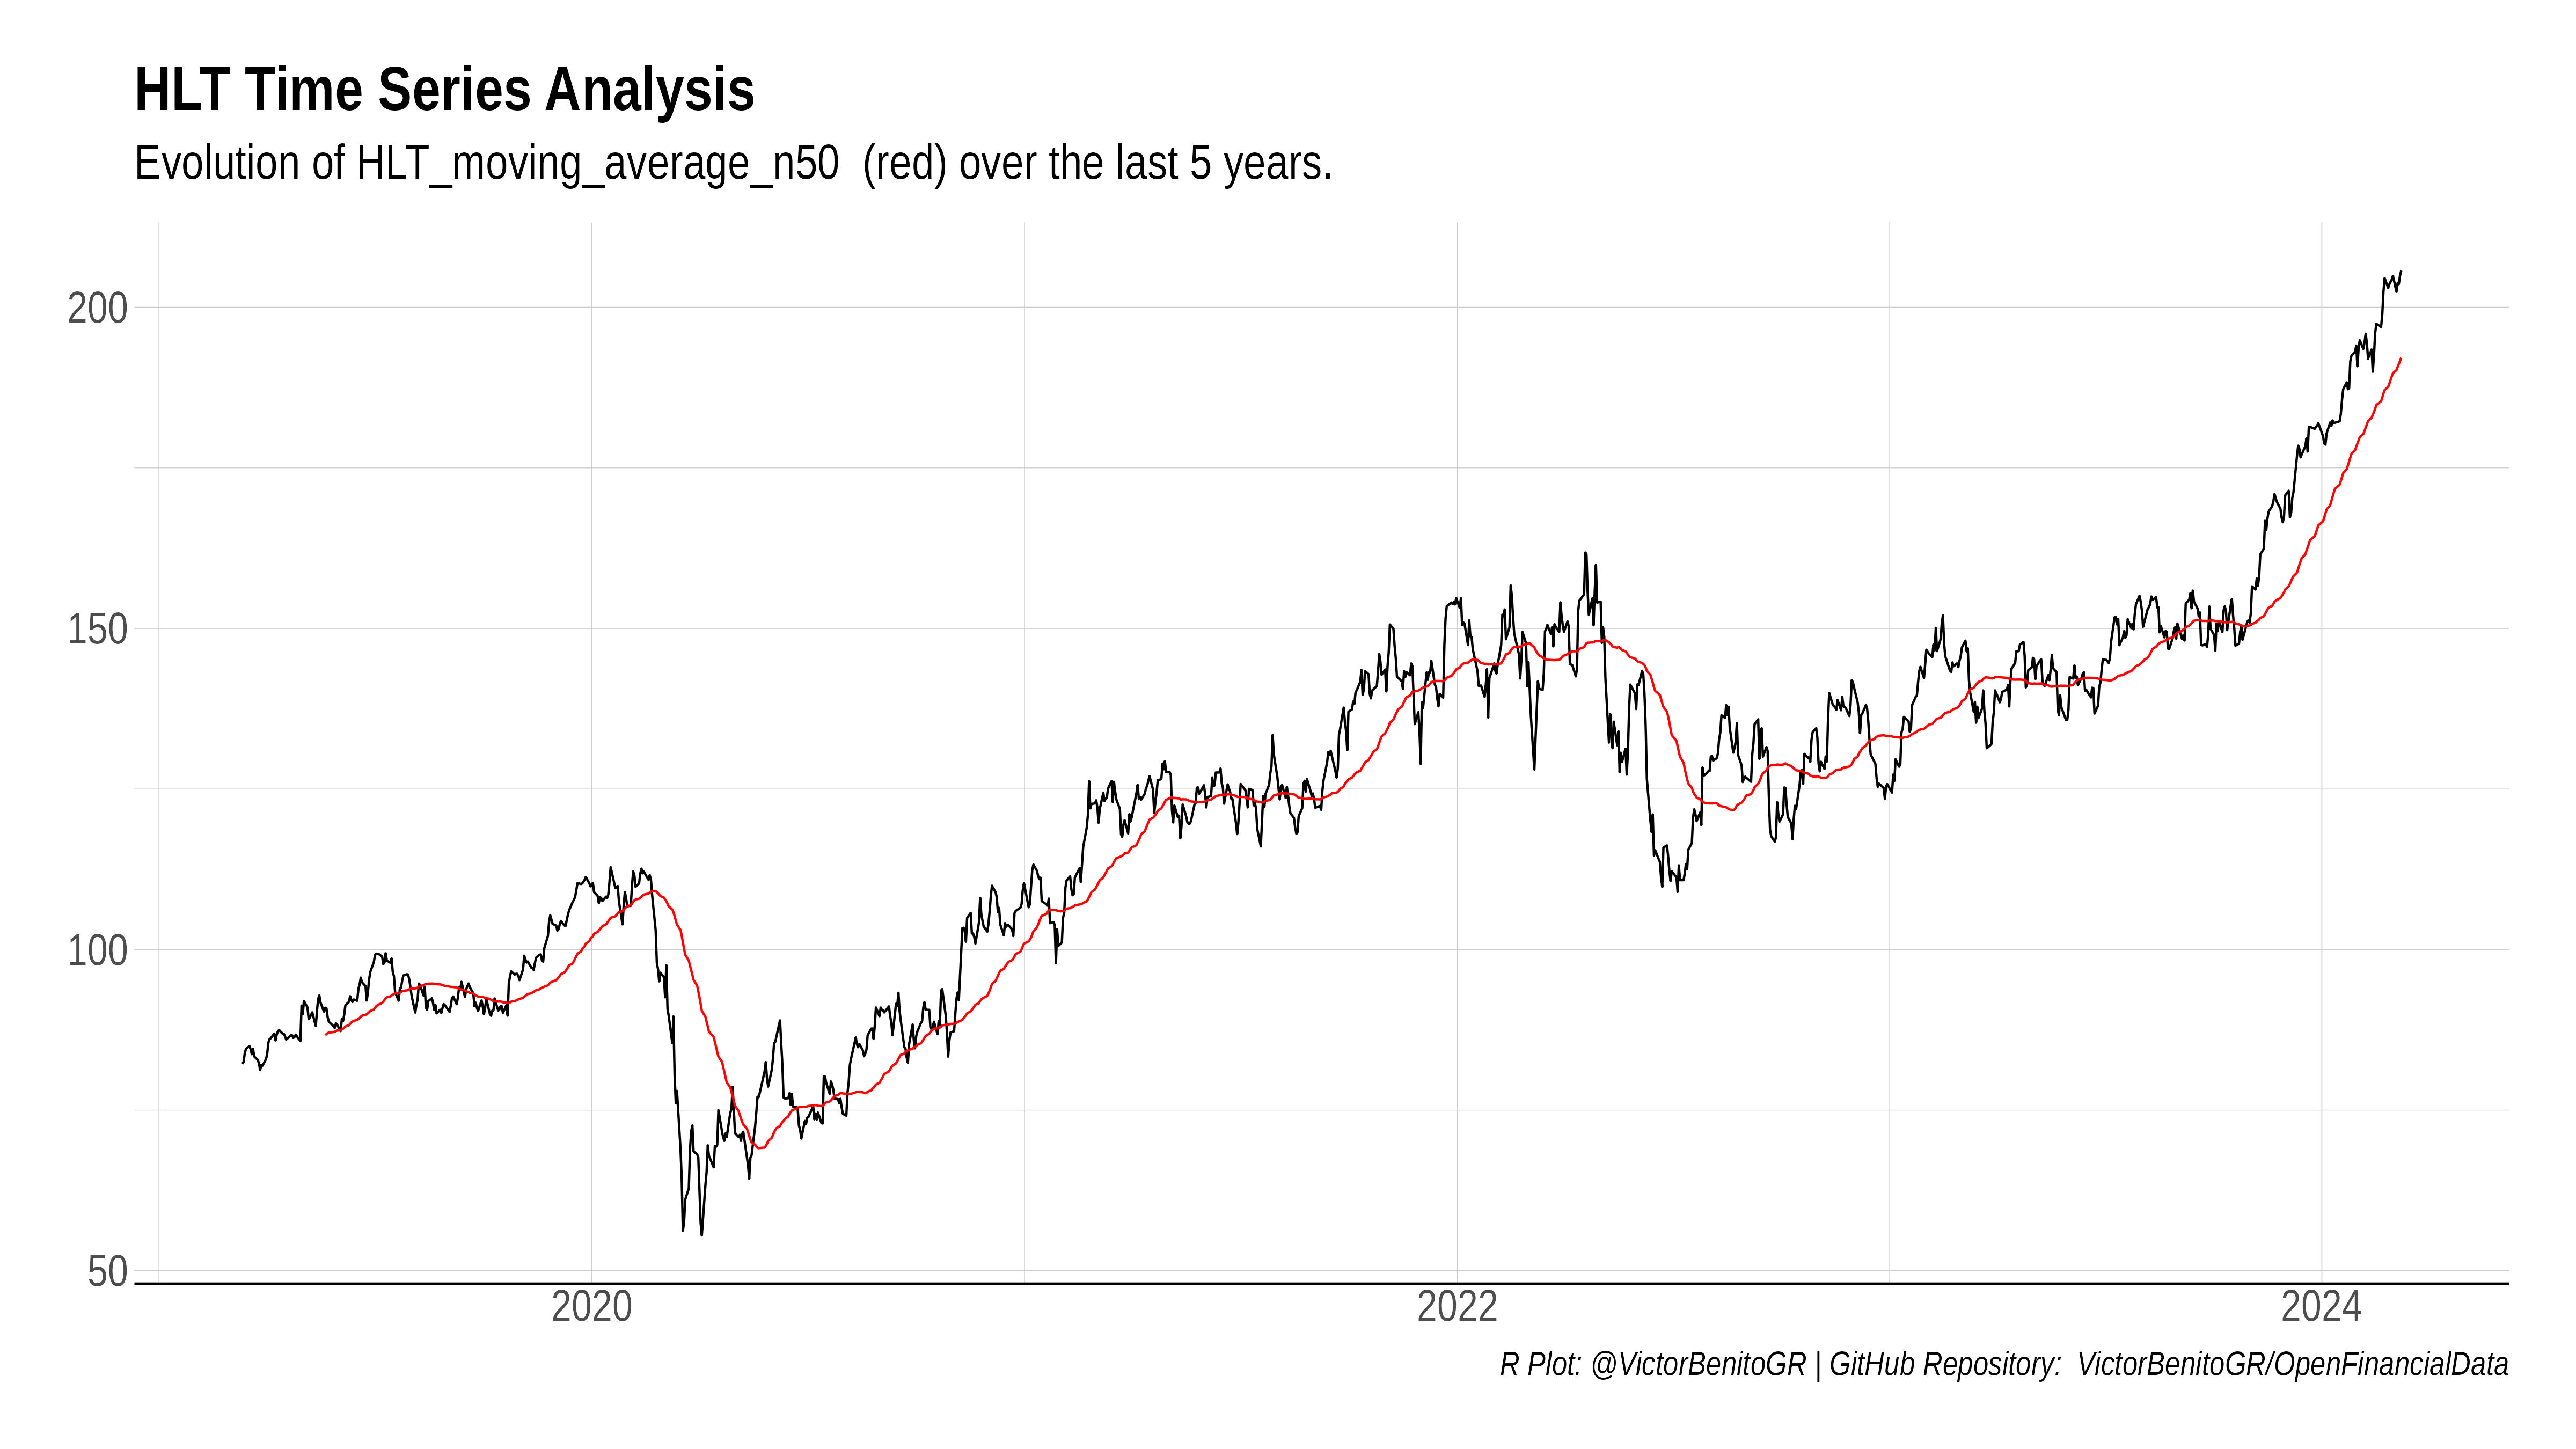 HLT Time Series Analysis
Evolution of HLT_moving_average_n50  (red) over the last 5 years.
200
150
100
50
2020 2022 2024
R Plot: @VictorBenitoGR | GitHub Repository:  VictorBenitoGR/OpenFinancialData